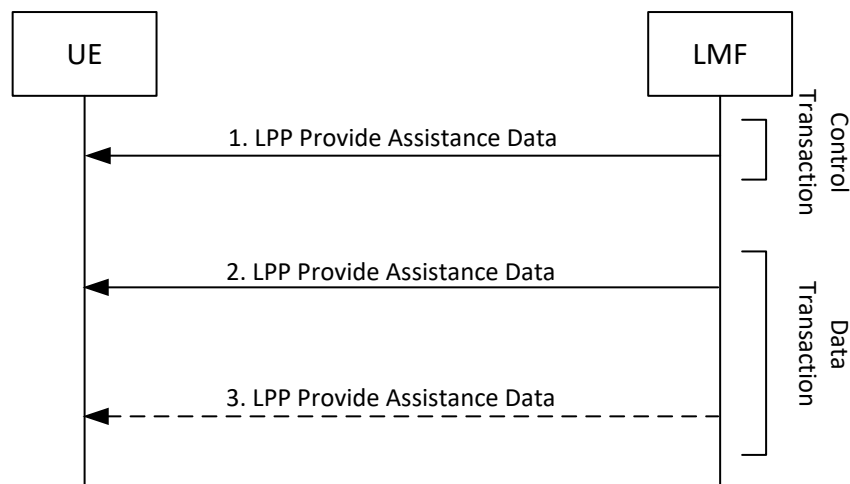 UE
LMF
1. LPP Provide Assistance Data
Control
Transaction
2. LPP Provide Assistance Data
Data
Transaction
3. LPP Provide Assistance Data